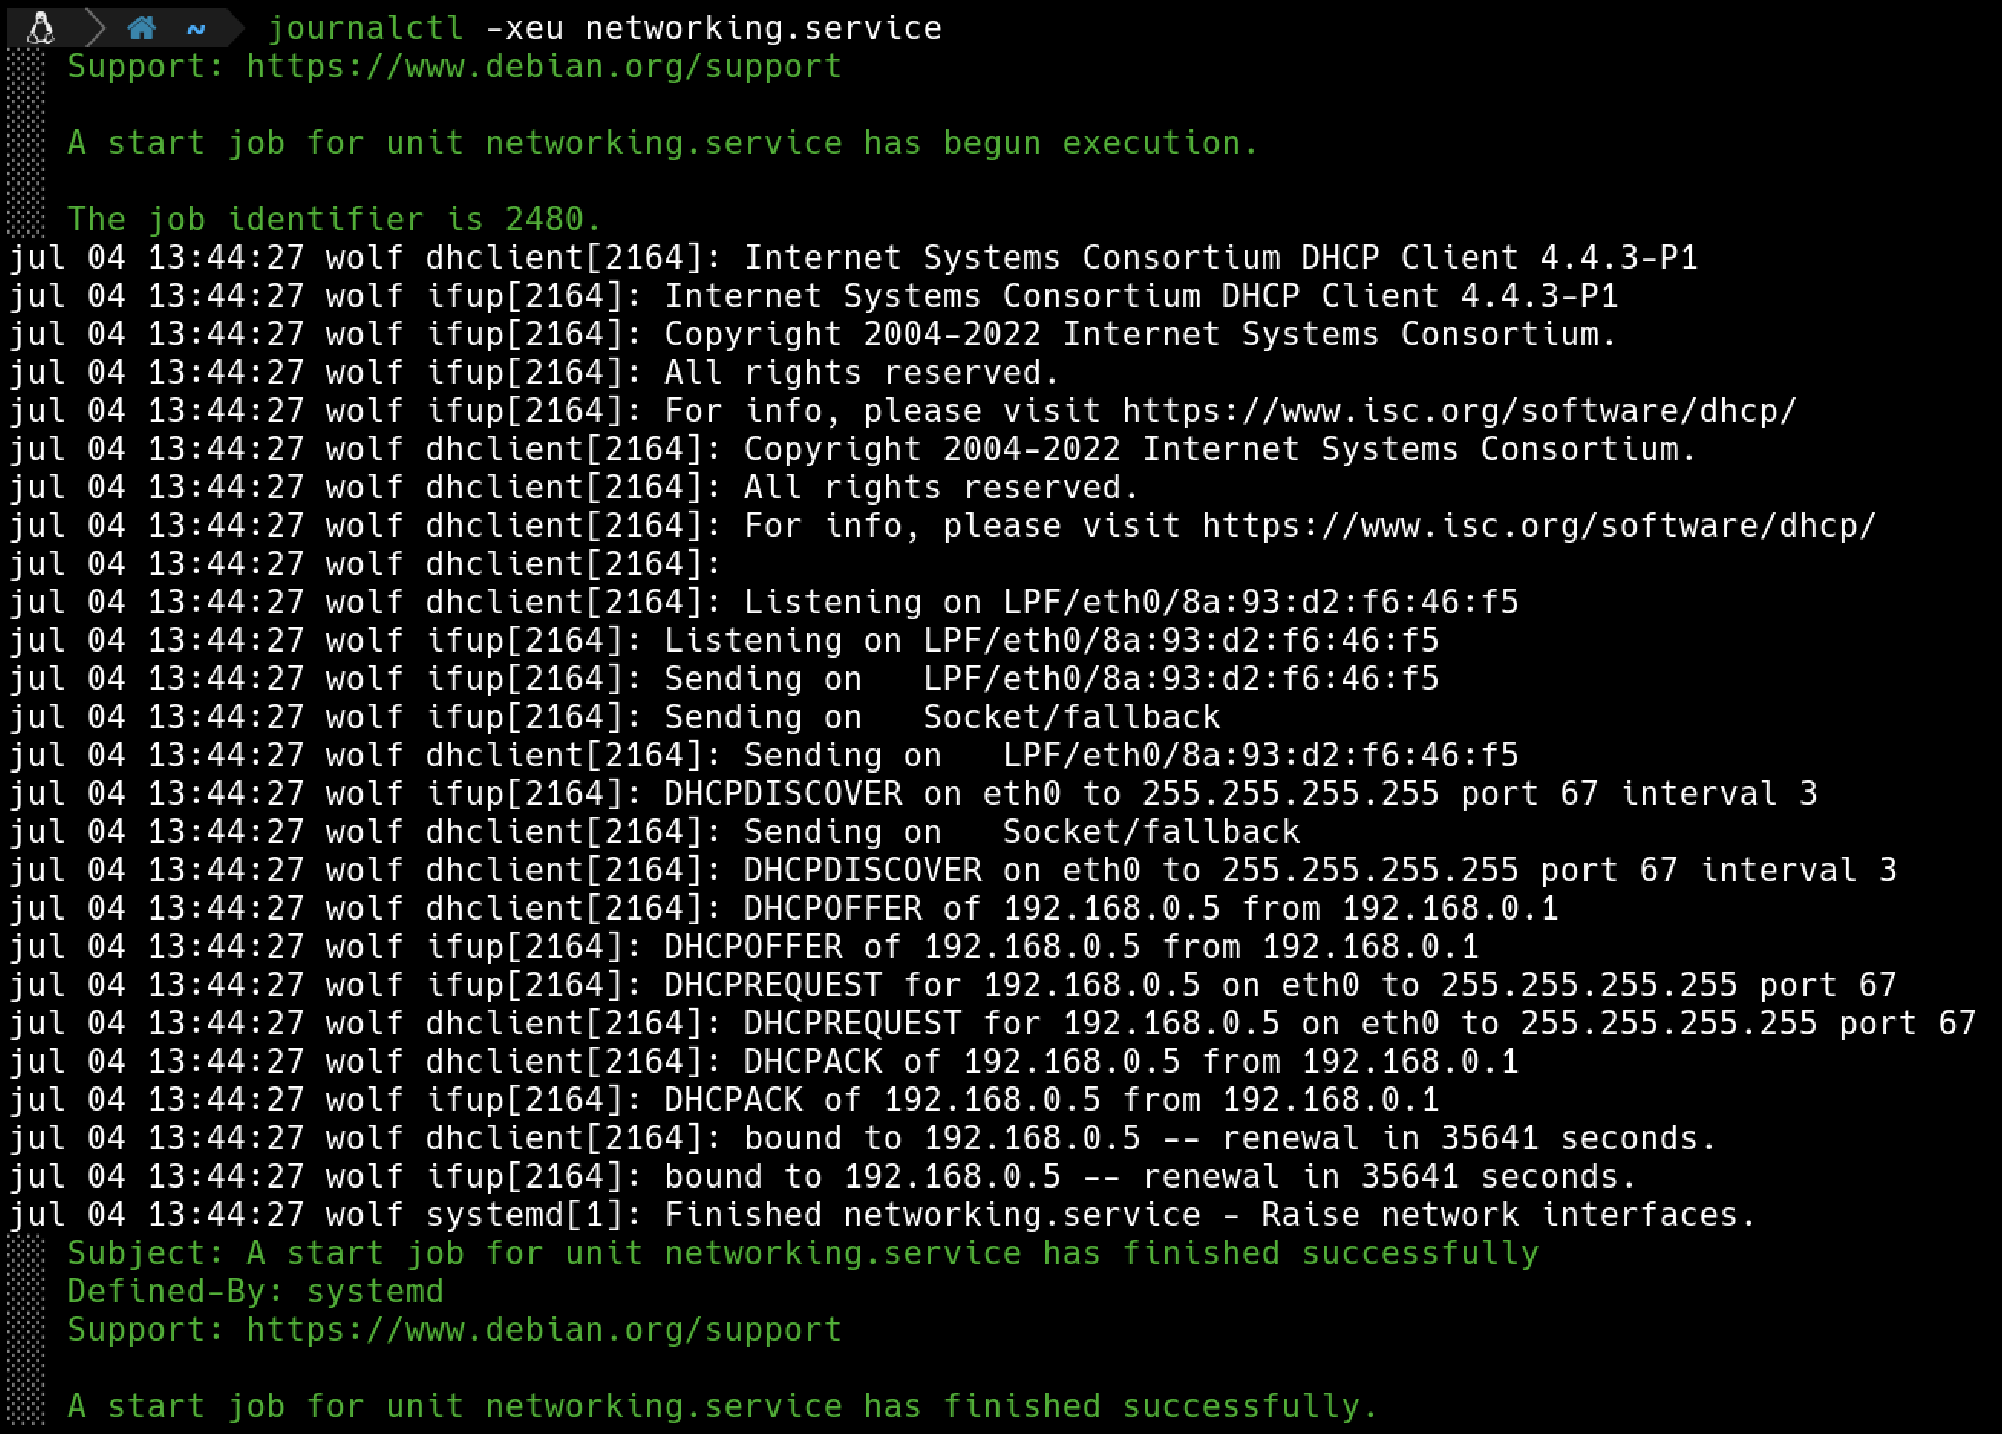 ~ journalctl -xeu networking.service
Support: https://www.debian.org/support
A start job for unit networking.service has begun execution.
The job identifier is 2480.
jul 04 13:44:27 wolf dhclient[2164]: Internet Systems Consortium DHCP Client 4.4.3-P1
jul 04 13:44:27 wolf ifup[2164]: Internet Systems Consortium DHCP Client 4.4.3-P1
jul 04 13:44:27 wolf ifup[2164]: Copyright 2004-2022 Internet Systems Consortium.
jul 04 13:44:27 wolf ifup[2164]: All rights reserved.
jul 04 13:44:27 wolf ifup[2164]: For info, please visit https://www.isc.org/software/dhcp/
jul 04 13:44:27 wolf dhclient[2164]: Copyright 2004-2022 Internet Systems Consortium.
jul 04 13:44:27 wolf dhclient[2164]: All rights reserved.
jul 04 13:44:27 wolf dhclient[2164]: For info, please visit https://www.isc.org/software/dhcp/
jul 04 13:44:27 wolf dhclient[2164]:
jul 04 13:44:27 wolf dhclient[2164]: Listening on LPF/eth0/8a:93:d2:f6:46:f5
jul 04 13:44:27 wolf ifup[2164]: Listening on LPF/eth0/8a:93:d2:f6:46:f5
jul 04 13:44:27 wolf ifup[2164]: Sending on   LPF/eth0/8a:93:d2:f6:46:f5
jul 04 13:44:27 wolf ifup[2164]: Sending on   Socket/fallback
jul 04 13:44:27 wolf dhclient[2164]: Sending on   LPF/eth0/8a:93:d2:f6:46:f5
jul 04 13:44:27 wolf ifup[2164]: DHCPDISCOVER on eth0 to 255.255.255.255 port 67 interval 3
jul 04 13:44:27 wolf dhclient[2164]: Sending on   Socket/fallback
jul 04 13:44:27 wolf dhclient[2164]: DHCPDISCOVER on eth0 to 255.255.255.255 port 67 interval 3
jul 04 13:44:27 wolf dhclient[2164]: DHCPOFFER of 192.168.0.5 from 192.168.0.1
jul 04 13:44:27 wolf ifup[2164]: DHCPOFFER of 192.168.0.5 from 192.168.0.1
jul 04 13:44:27 wolf ifup[2164]: DHCPREQUEST for 192.168.0.5 on eth0 to 255.255.255.255 port 67
jul 04 13:44:27 wolf dhclient[2164]: DHCPREQUEST for 192.168.0.5 on eth0 to 255.255.255.255 port 67
jul 04 13:44:27 wolf dhclient[2164]: DHCPACK of 192.168.0.5 from 192.168.0.1
jul 04 13:44:27 wolf ifup[2164]: DHCPACK of 192.168.0.5 from 192.168.0.1
jul 04 13:44:27 wolf dhclient[2164]: bound to 192.168.0.5 -- renewal in 35641 seconds.
jul 04 13:44:27 wolf ifup[2164]: bound to 192.168.0.5 -- renewal in 35641 seconds.
jul 04 13:44:27 wolf systemd[1]: Finished networking.service - Raise network interfaces.
Subject: A start job for unit networking.service has finished successfully
Defined-By: systemd
Support: https://www.debian.org/support
A start job for unit networking.service has finished successfully.